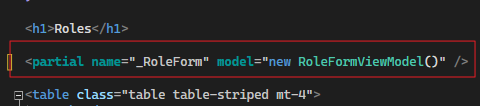 <h1>Roles</h1>
<partial name="_RoleForm" model="new RoleFormViewModel()" />
<table class="table table-striped mt-4">